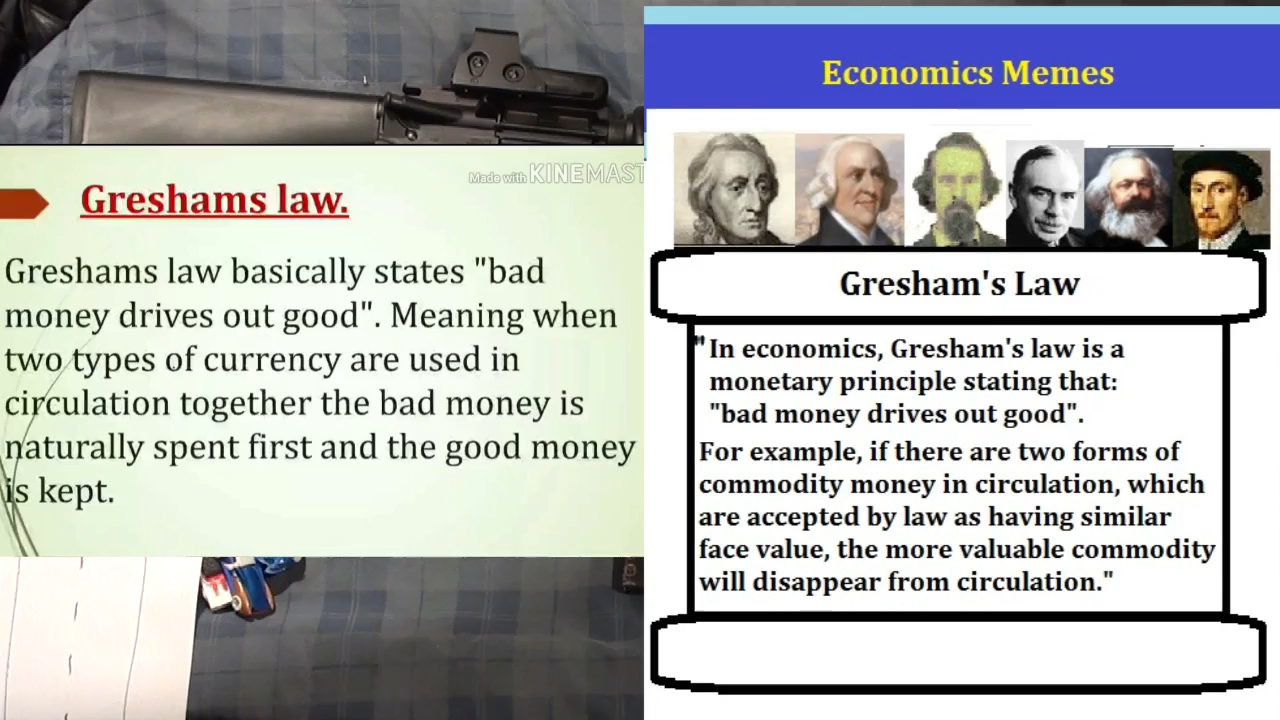 Made with KINEMAST
Greshams law.
Greshams law basically states "bad
money drives out good". Meaning when
two types of currency are used in
circulation together the bad money is
naturally spent first and the good money
is kept.
Economics Memes
Gresham's Law
"In economics, Gresham's law is a
monetary principle stating that:
"bad money drives out good".
For example, if there are two forms of
commodity money in circulation, which
are accepted by law as having similar
face value, the more valuable commodity
will disappear from circulation."